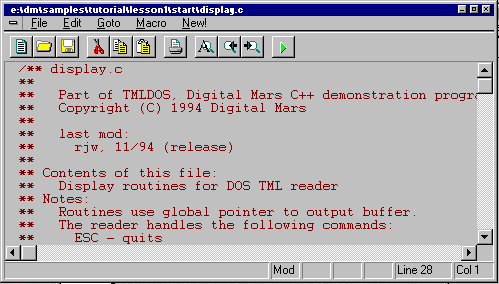 e:\dm\samples\tutorial\lesson1\start\display.c
File Edit Goto Macro New!
/** display.c
**
** Part of TMLDOS, Digital Mars C++ demonstration progra
** Copyright (C) 1994 Digital Mars
**
** last mod:
** rjw, 11/94 (release)
**
** Contents of this file:
** Display routines for DOS TML reader
** Notes:
** Routines use global pointer to output buffer.
** The reader handles the following commands:
** ESC - quits
Mod Line 28 Col 1